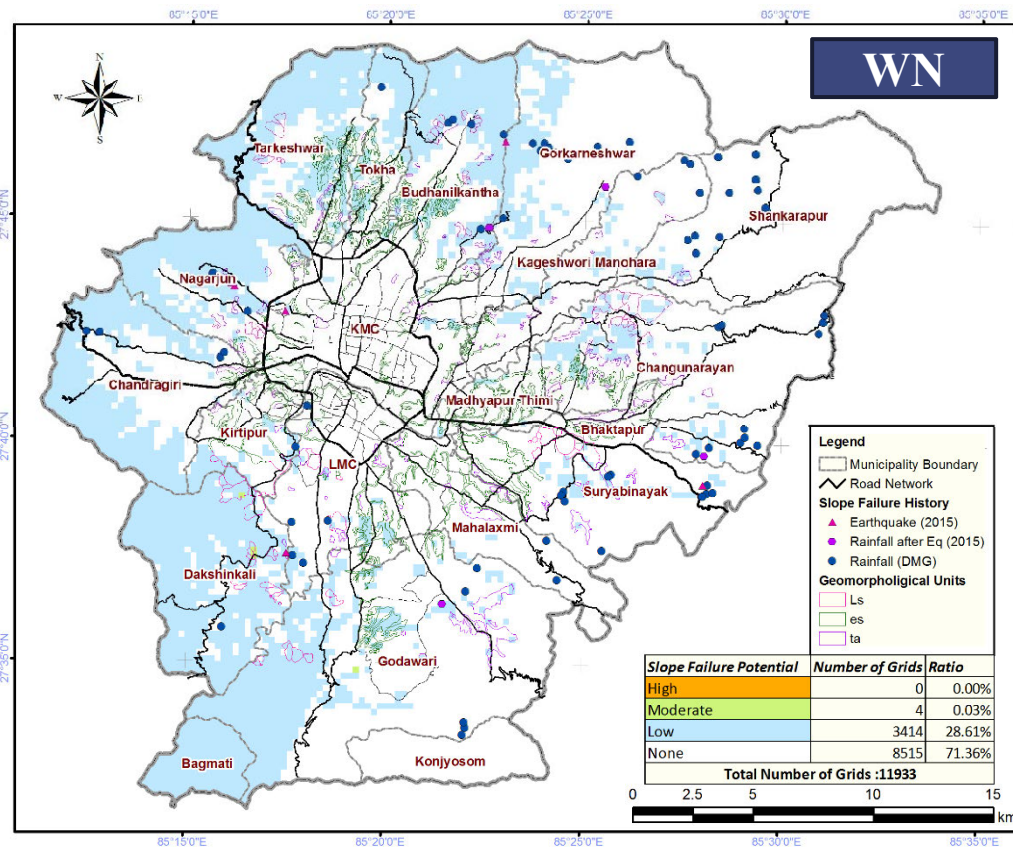 85°15'0"E 85°20'0"E 85°25'0"E 85°30'0"E 85°35'0"E
WN
N
W E
S
Tarkeshwar
Tokha
Gorkarneshwar
Budhanilkantha
27°45'0"N
Shankarapur
Kageshwori Manohara
Nagarjun
KMC
Changunarayan
Chandragiri
Madhyapur Thimi
27°40'0"N
Kirtipur
Bhaktapur
LMC
Suryabinayak
Mahalaxmi
Dakshinkali
27°35'0"N
Godawari
Bagmati
Konjyosom
Legend
Municipality Boundary
Road Network
Slope Failure History
Earthquake (2015)
Rainfall after Eq (2015)
Rainfall (DMG)
Geomorphological Units
Ls
es
ta
Slope Failure Potential Number of Grids Ratio
High 0 0.00%
Moderate 4 0.03%
Low 3414 28.61%
None 8515 71.36%
Total Number of Grids :11933
0 2.5 5 10 15
km
85°15'0"E 85°20'0"E 85°25'0"E 85°30'0"E 85°35'0"E